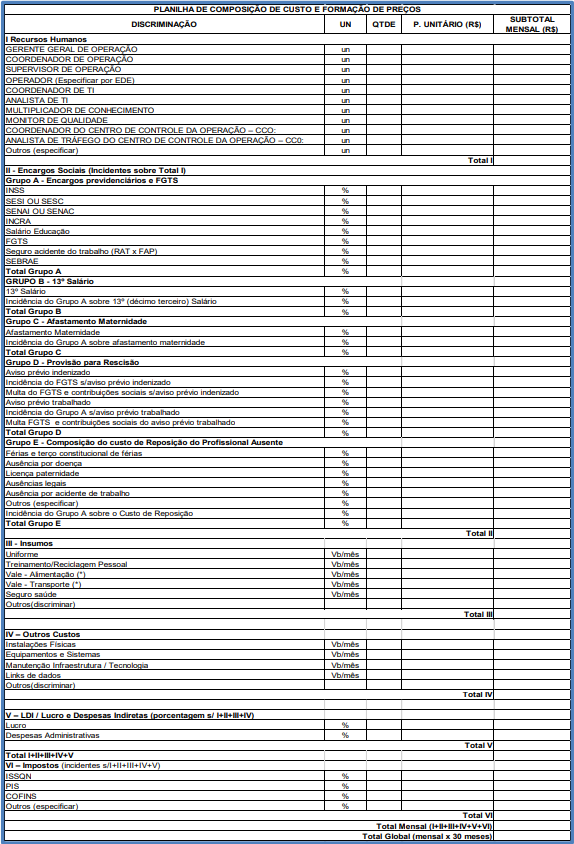 PLANILHA DE COMPOSIÇÃO DE CUSTO E FORMAÇÃO DE PREÇOS
DISCRIMINAÇÃO UN QTDE P. UNITÁRIO (R$) SUBTOTAL MENSAL (R$)
I Recursos Humanos
GERENTE GERAL DE OPERAÇÃO un
COORDENADOR DE OPERAÇÃO un
SUPERVISOR DE OPERAÇÃO un
OPERADOR (Especificar por EDE) un
COORDENADOR DE TI un
ANALISTA DE TI un
MULTIPLICADOR DE CONHECIMENTO un
MONITOR DE QUALIDADE un
COORDENADOR DO CENTRO DE CONTROLE DA OPERAÇÃO – CCO: un
ANALISTA DE TRÁFEGO DO CENTRO DE CONTROLE DA OPERAÇÃO – CC0: un
Outros (especificar) un
Total I
II - Encargos Sociais (Incidentes sobre Total I)
Grupo A - Encargos previdenciários e FGTS
INSS %
SESI OU SESC %
SENAI OU SENAC %
INCRA %
Salário Educação %
FGTS %
Seguro acidente do trabalho (RAT x FAP) %
SEBRAE %
Total Grupo A %
GRUPO B - 13º Salário
13º Salário %
Incidência do Grupo A sobre 13º (décimo terceiro) Salário %
Total Grupo B %
Grupo C - Afastamento Maternidade
Afastamento Maternidade %
Incidência do Grupo A sobre afastamento maternidade %
Total Grupo C %
Grupo D - Provisão para Rescisão
Aviso prévio indenizado %
Incidência do FGTS s/aviso prévio indenizado %
Multa do FGTS e contribuições sociais s/aviso prévio indenizado %
Aviso prévio trabalhado %
Incidência do Grupo A s/aviso prévio trabalhado %
Multa FGTS e contribuições sociais do aviso prévio trabalhado %
Total Grupo D %
Grupo E - Composição do custo de Reposição do Profissional Ausente
Férias e terço constitucional de férias %
Ausência por doença %
Licença paternidade %
Ausências legais %
Ausência por acidente de trabalho %
Outros (especificar) %
Incidência do Grupo A sobre o Custo de Reposição %
Total Grupo E %
Total II
III - Insumos
Uniforme Vb/mês
Treinamento/Reciclagem Pessoal Vb/mês
Vale - Alimentação (*) Vb/mês
Vale - Transporte (*) Vb/mês
Seguro saúde Vb/mês
Outros(discriminar)
Total III
IV – Outros Custos
Instalações Físicas Vb/mês
Equipamentos e Sistemas Vb/mês
Manutenção Infraestrutura / Tecnologia Vb/mês
Links de dados Vb/mês
Outros(discriminar)
Total IV
V – LDI / Lucro e Despesas Indiretas (porcentagem s/ I+II+III+IV)
Lucro %
Despesas Administrativas %
Total V
Total I+II+III+IV+V
VI – Impostos (incidentes s/I+II+III+IV+V)
ISSQN %
PIS %
COFINS %
Outros (especificar) %
Total VI
Total Mensal (I+II+III+IV+V+VI)
Total Global (mensal x 30 meses)